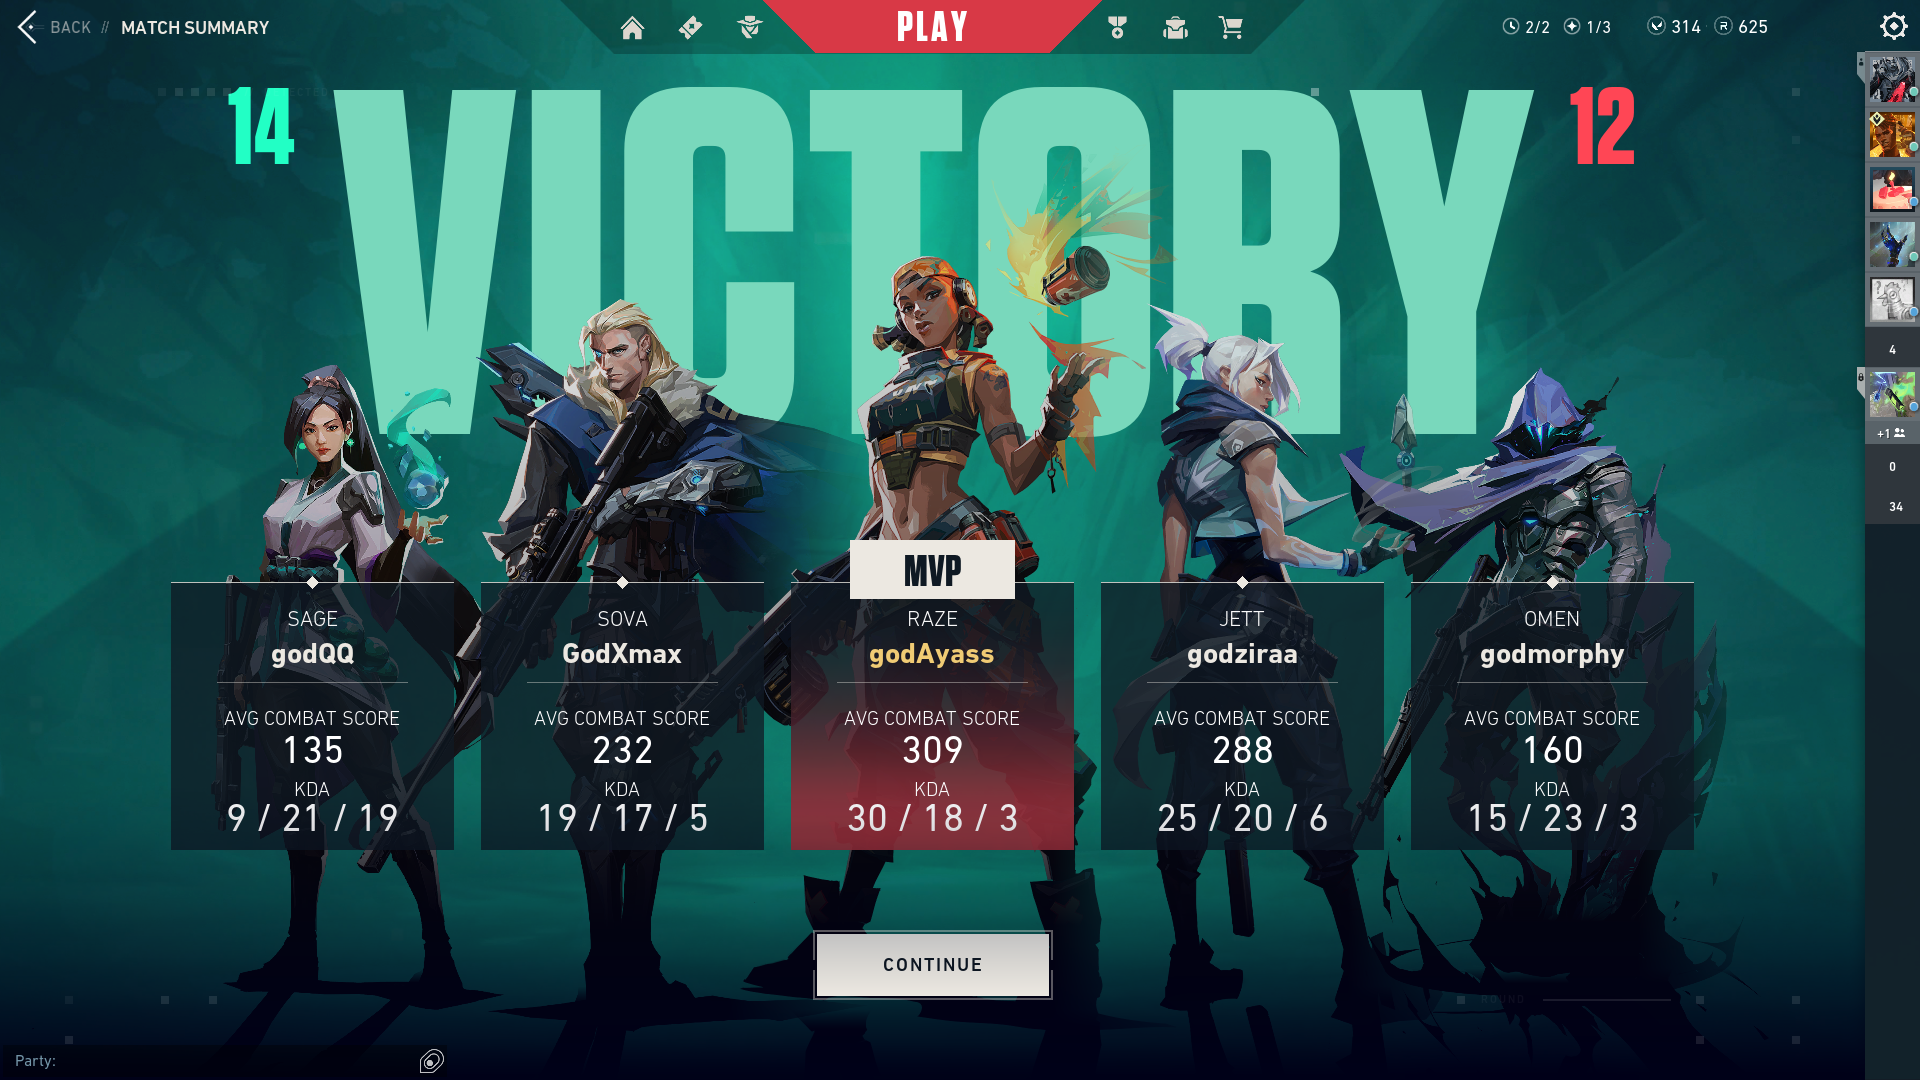 BACK // MATCH SUMMARY
PLAY
2/2 1/3 314 625
14 VICTORY 12
MVP
SAGE
godQQ
AVG COMBAT SCORE
135
KDA
9 / 21 / 19
SOVA
GodXmax
AVG COMBAT SCORE
232
KDA
19 / 17 / 5
RAZE
godAyass
AVG COMBAT SCORE
309
KDA
30 / 18 / 3
JETT
godziraa
AVG COMBAT SCORE
288
KDA
25 / 20 / 6
OMEN
godmorphy
AVG COMBAT SCORE
160
KDA
15 / 23 / 3
CONTINUE
ROUND
Party:
4
+1
0
34